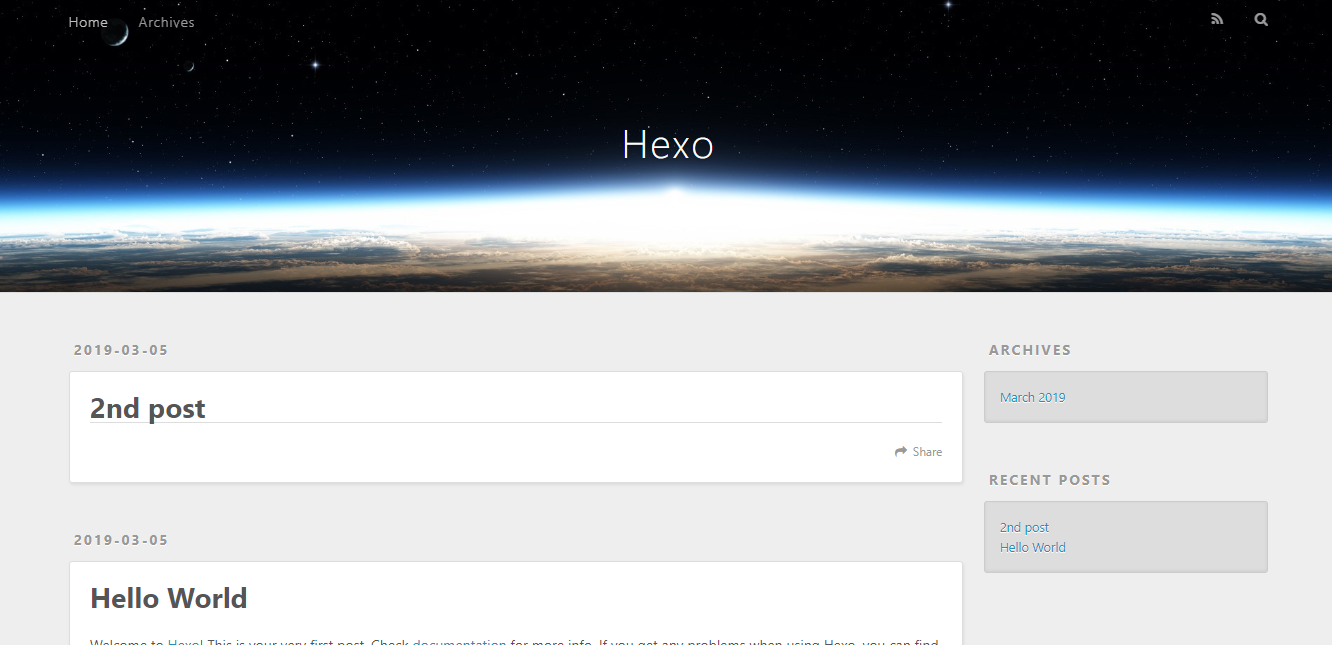 Home Archives
Hexo
2019-03-05
2nd post
Share
2019-03-05
Hello World
Welcome to Hexo! This is your very first post. Check documentation for more info. If you get any problems when using Hexo, you can find
ARCHIVES
March 2019
RECENT POSTS
2nd post
Hello World